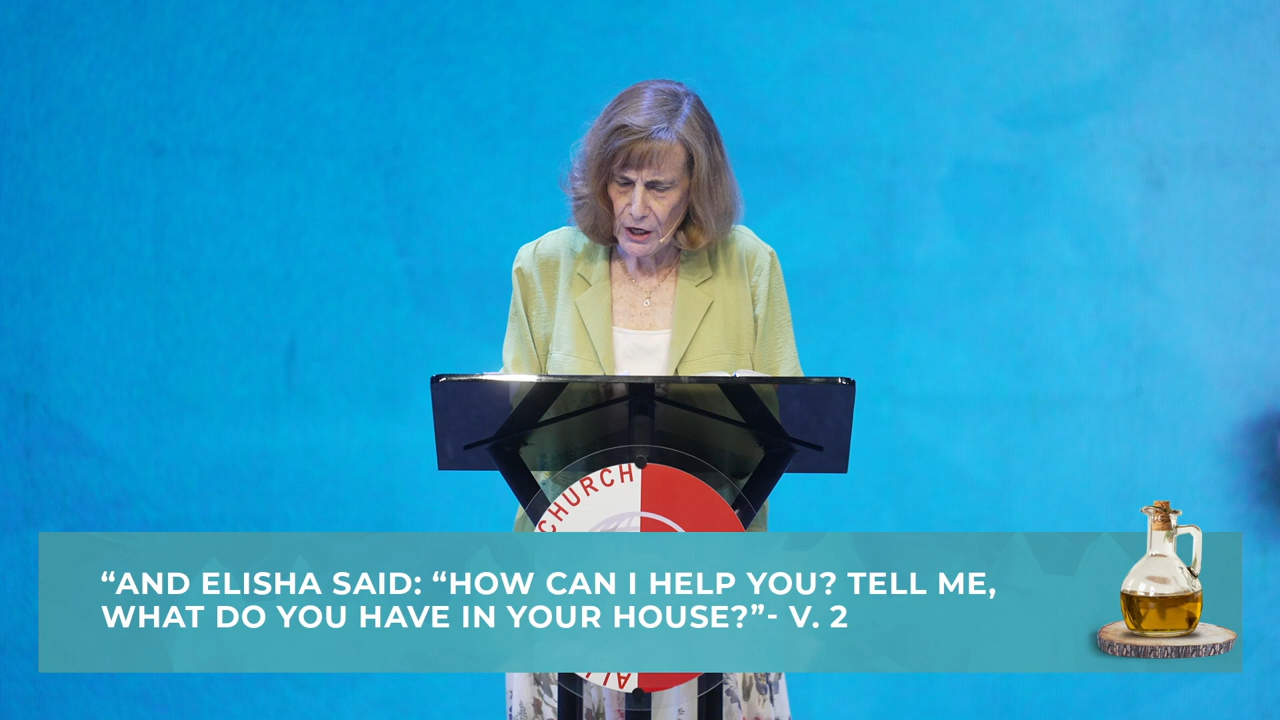 CHURCH
“AND ELISHA SAID: “HOW CAN I HELP YOU? TELL ME,
WHAT DO YOU HAVE IN YOUR HOUSE?”- V. 2